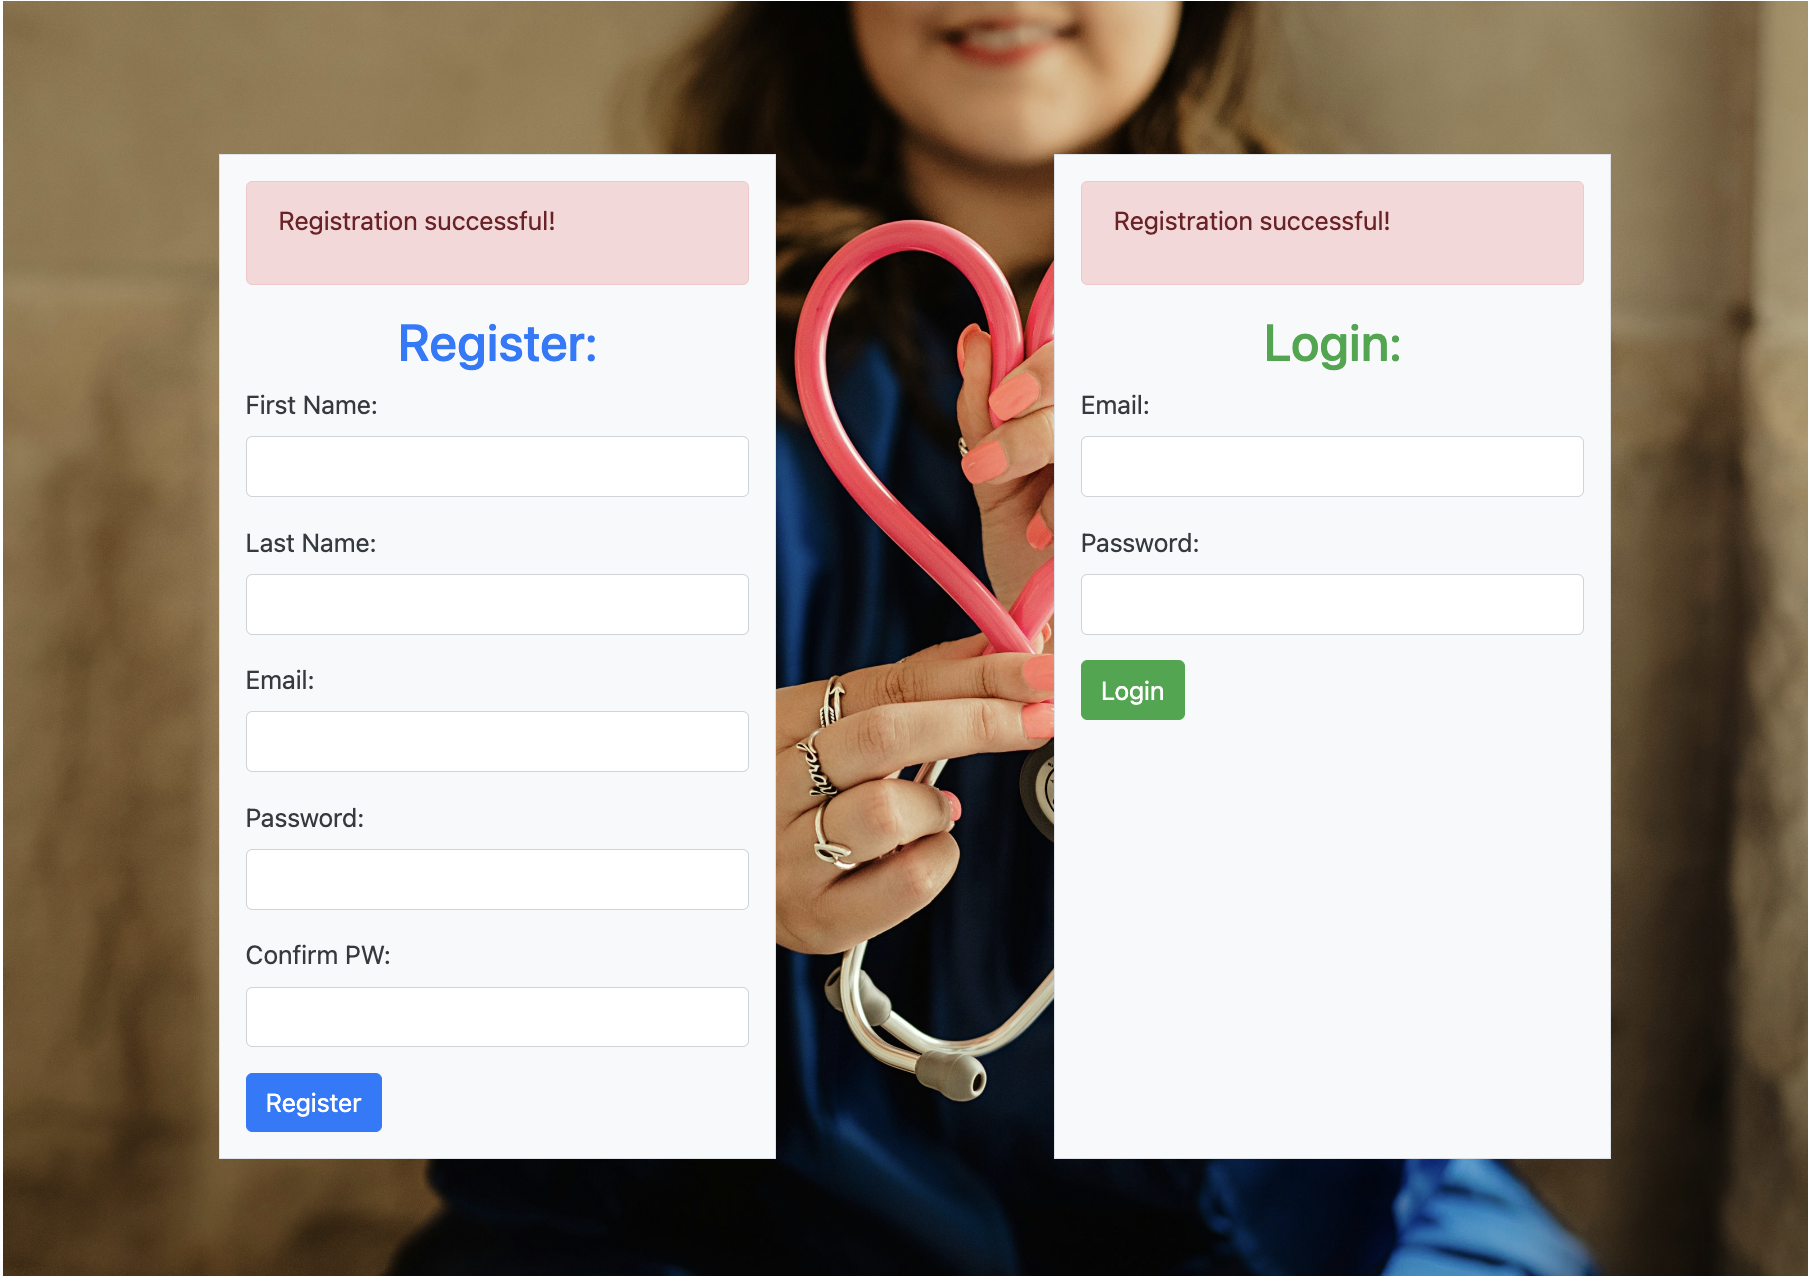 Registration successful!
Register:
First Name:
Last Name:
Email:
Password:
Confirm PW:
Register
Registration successful!
Login:
Email:
Password:
Login